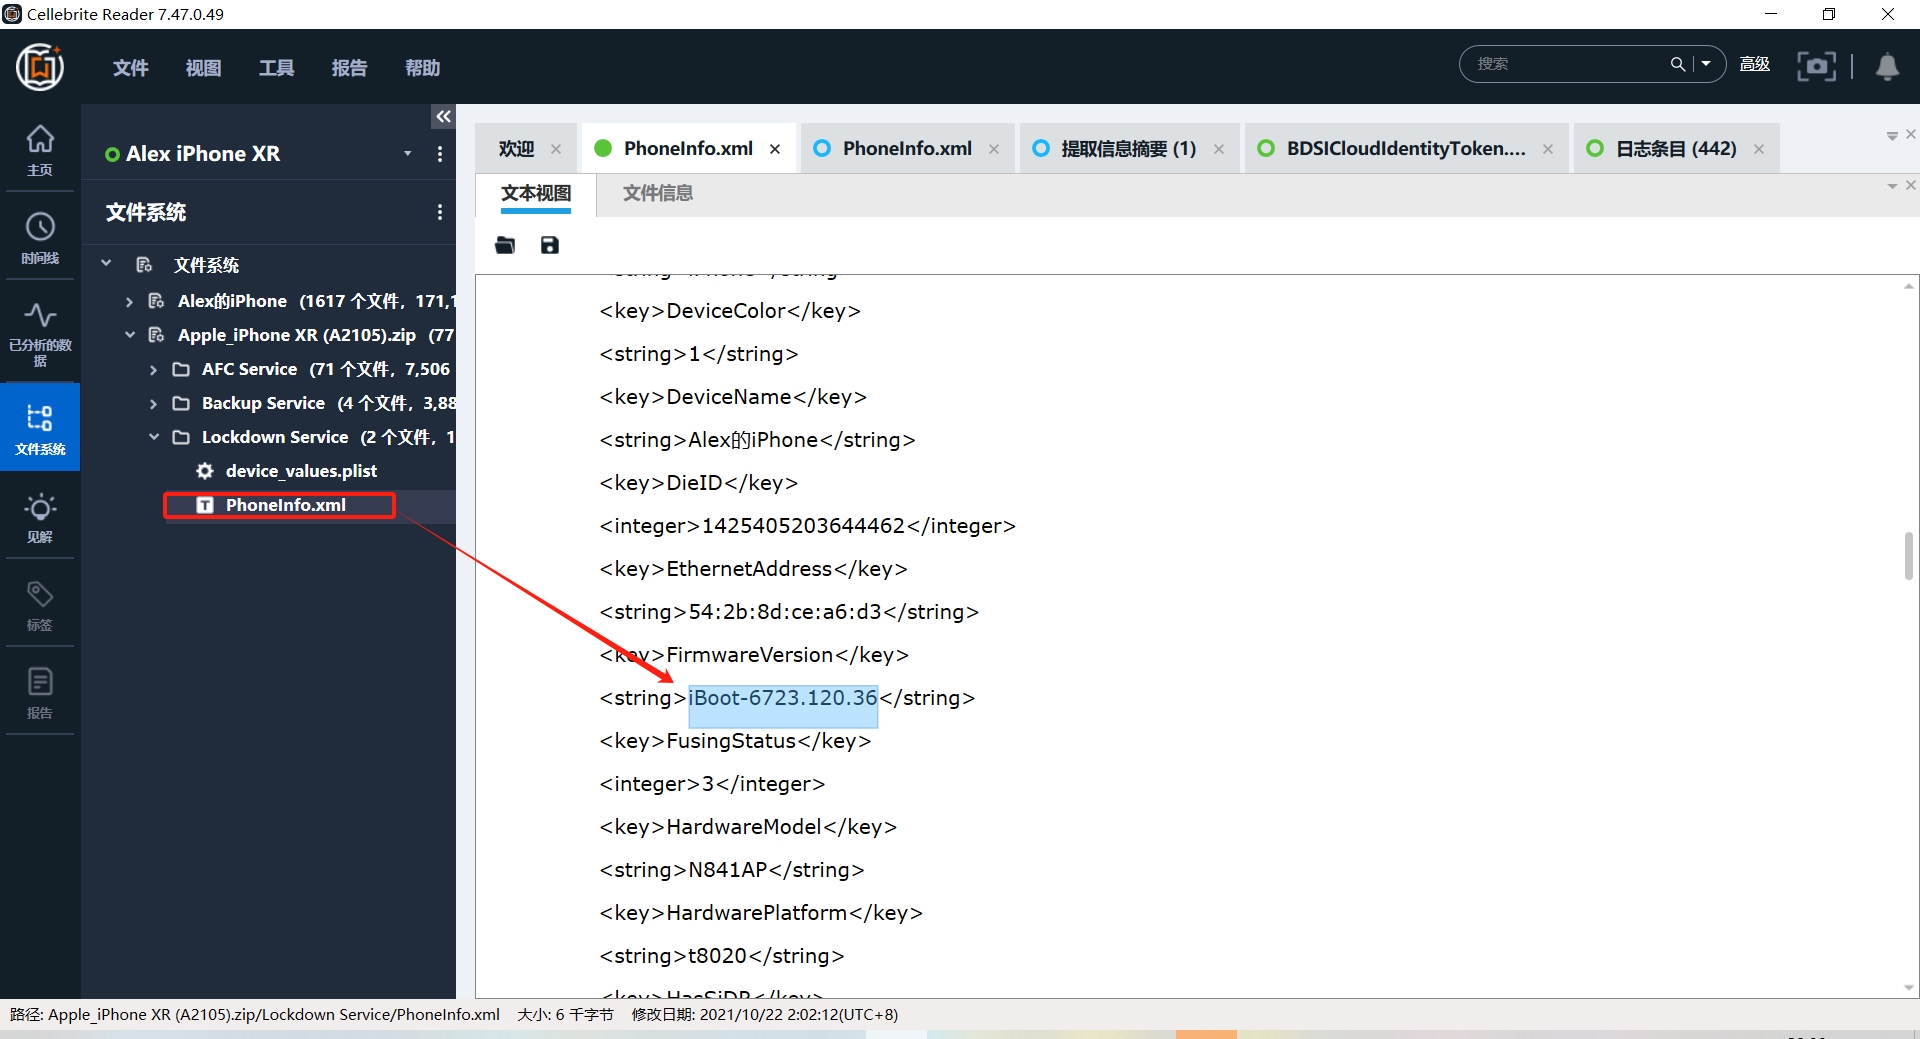 Cellebrite Reader 7.47.0.49
文件 视图 工具 报告 帮助
搜索
高级
主页
时间线
已分析的数据
文件系统
见解
标签
报告
Alex iPhone XR
文件系统
文件系统
Alex的iPhone (1617 个文件, 171,1
Apple_iPhone XR (A2105).zip (77
AFC Service (71 个文件, 7,506
Backup Service (4 个文件, 3,88
Lockdown Service (2 个文件, 1
device_values.plist
PhoneInfo.xml
欢迎 PhoneInfo.xml PhoneInfo.xml 提取信息摘要 (1) BDSICloudIdentityToken.... 日志条目 (442)
文本视图 文件信息
<string>iPhone</string>
<key>DeviceColor</key>
<string>1</string>
<key>DeviceName</key>
<string>Alex的iPhone</string>
<key>DieID</key>
<integer>1425405203644462</integer>
<key>EthernetAddress</key>
<string>54:2b:8d:ce:a6:d3</string>
<key>FirmwareVersion</key>
<string>iBoot-6723.120.36</string>
<key>FusingStatus</key>
<integer>3</integer>
<key>HardwareModel</key>
<string>N841AP</string>
<key>HardwarePlatform</key>
<string>t8020</string>
<key>HasSiDP</key>
路径: Apple_iPhone XR (A2105).zip/Lockdown Service/PhoneInfo.xml 大小: 6 千字节 修改日期: 2021/10/22 2:02:12(UTC+8)